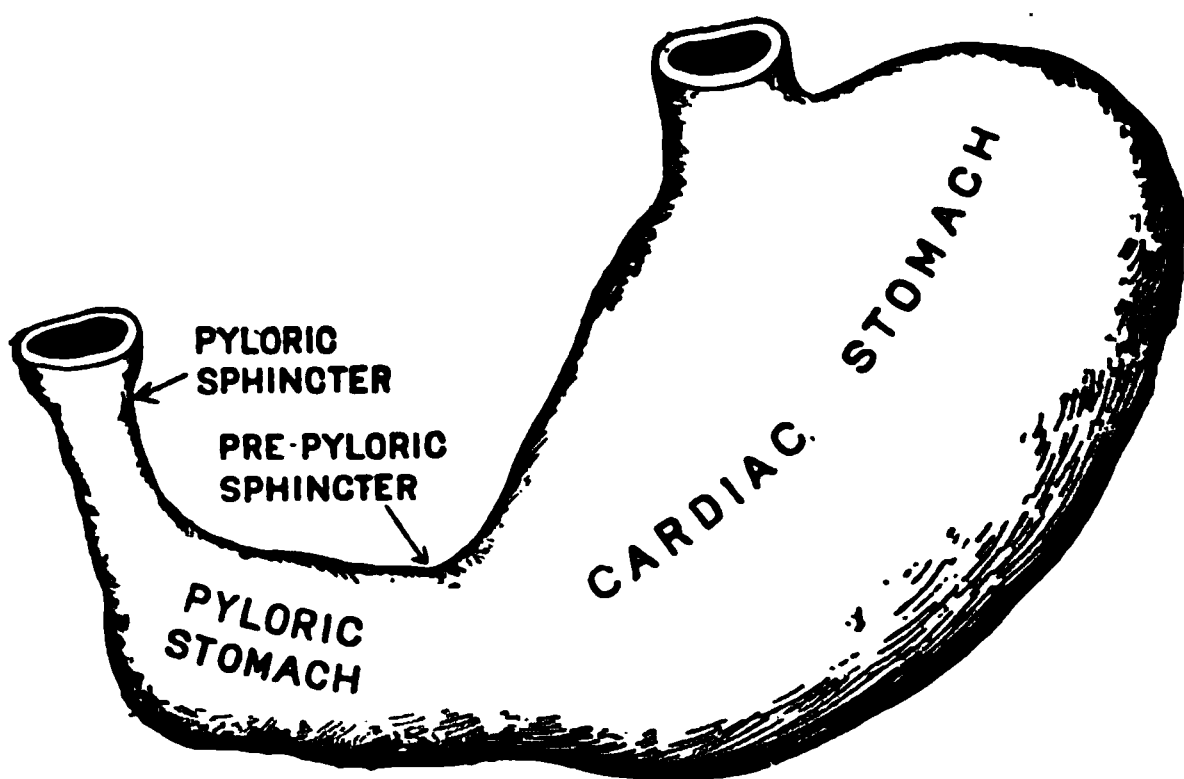 PYLORIC
SPHINCTER
PRE-PYLORIC
SPHINCTER
CARDIAC STOMACH
PYLORIC
STOMACH